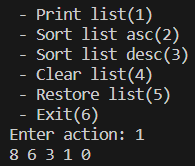 - Print list(1)
- Sort list asc(2)
- Sort list desc(3)
- Clear list(4)
- Restore list(5)
- Exit(6)
Enter action: 1
8 6 3 1 0